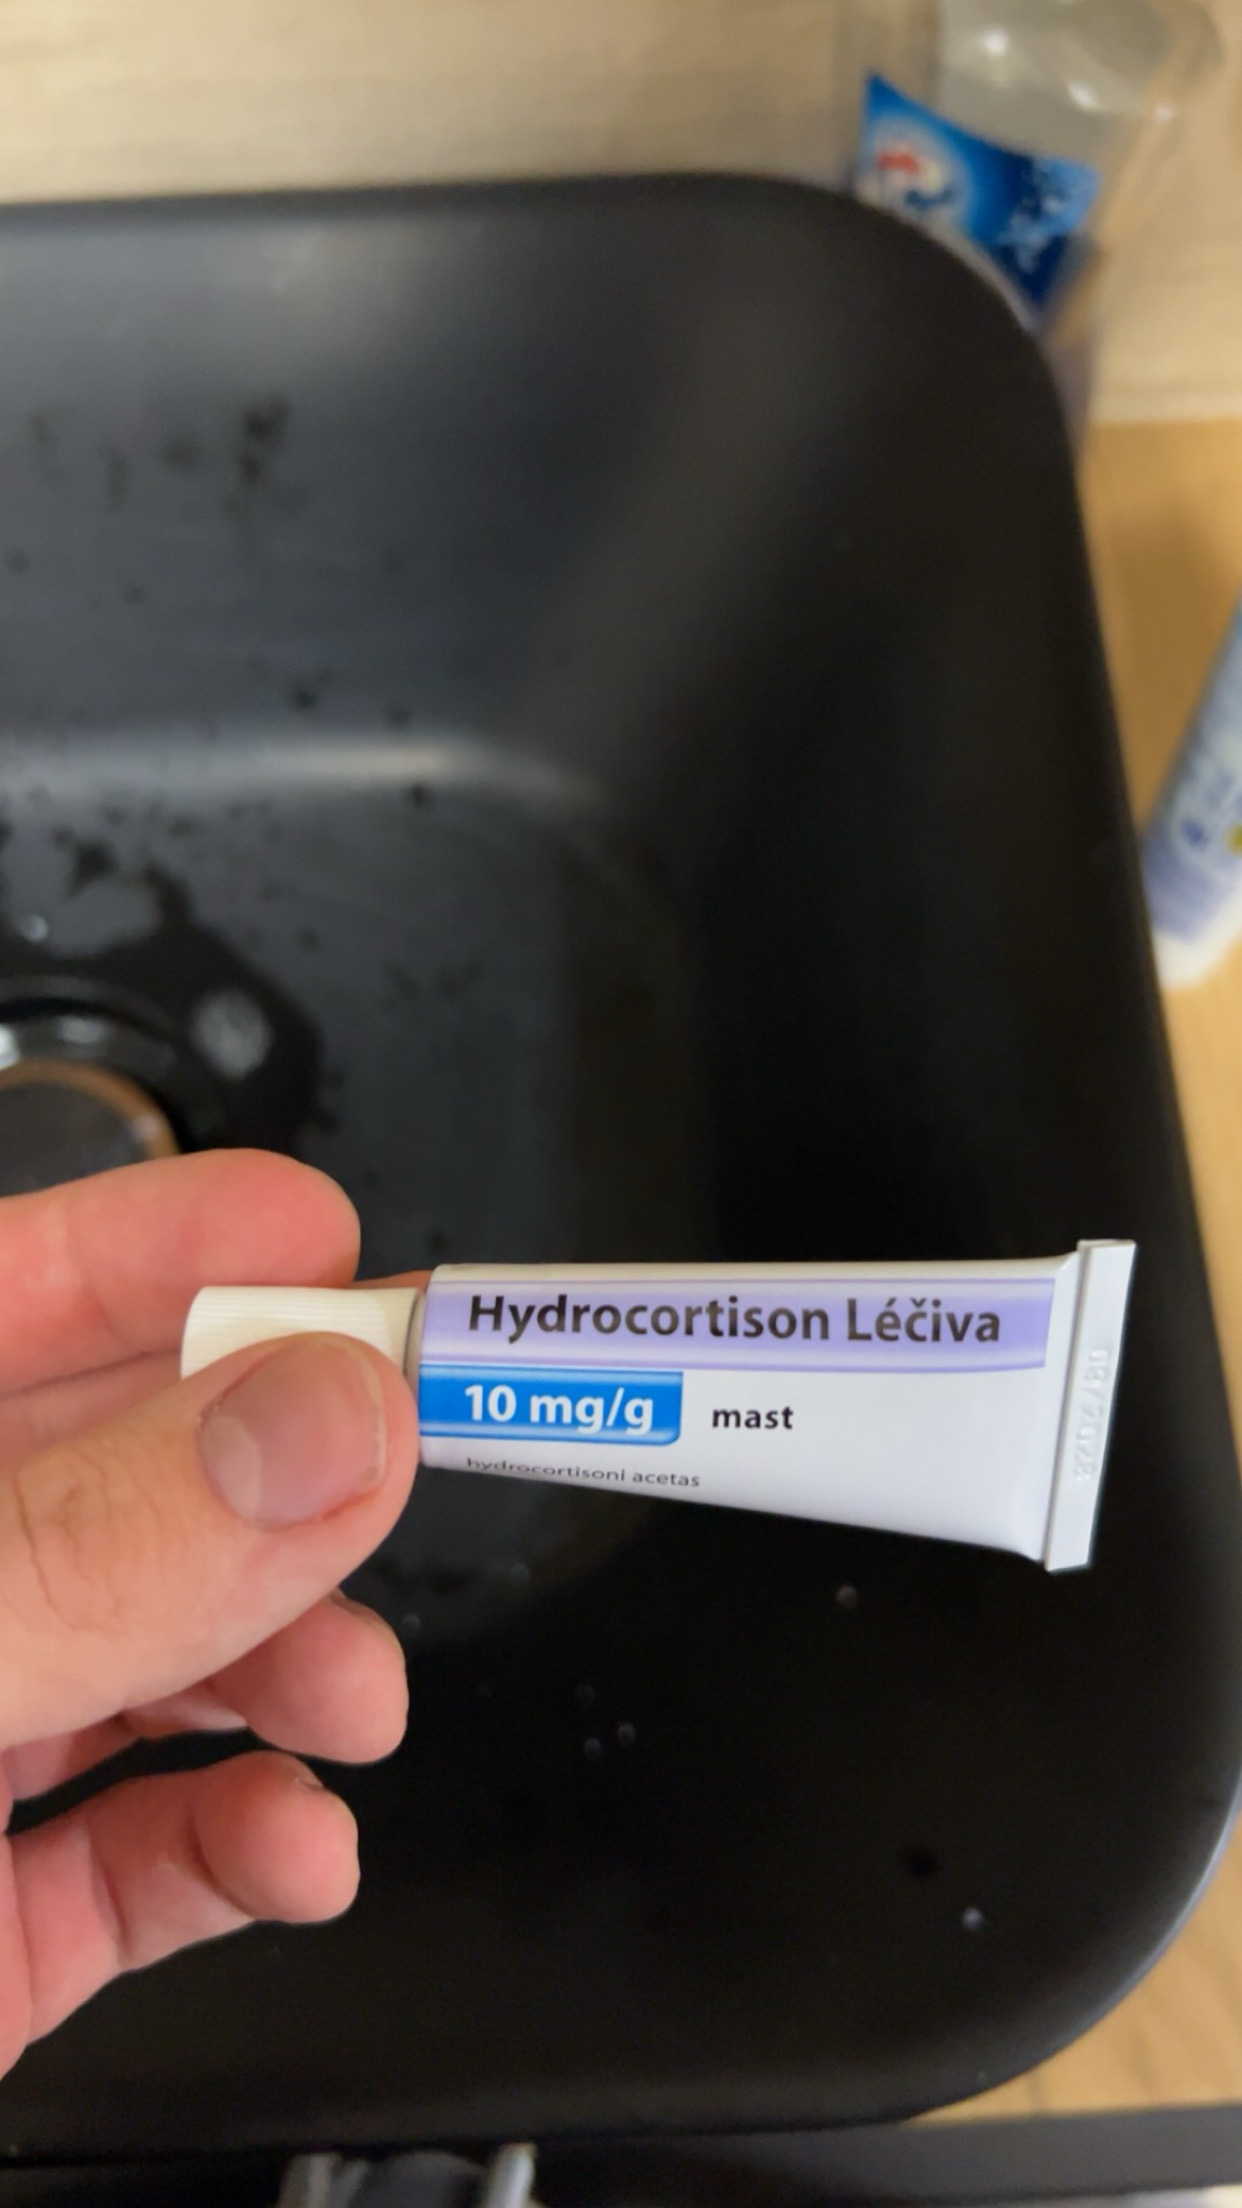 Hydrocortison Léčiva
10 mg/g mast
hydrocortisoni acetas